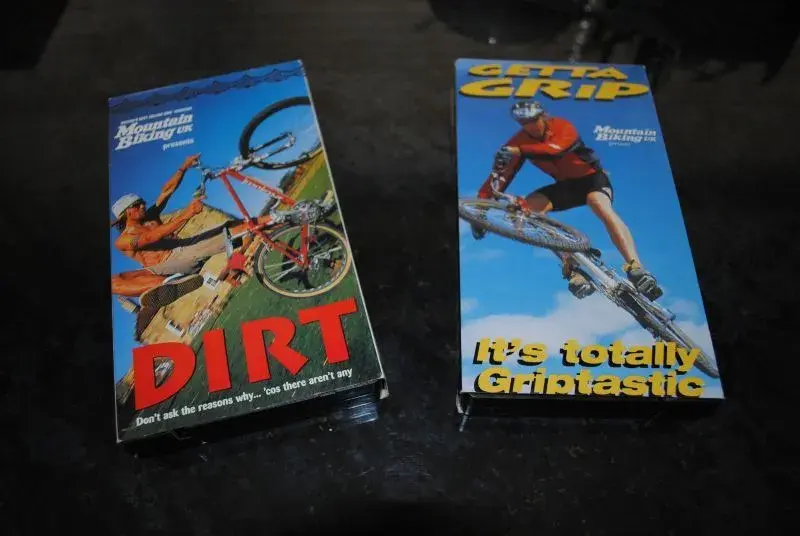 Mountain
Biking UK
presents
DIRT
Don't ask the reasons why... 'cos there aren't any
GETTA
GRIP
Mountain
Biking UK
presents
It's totally
Griptastic